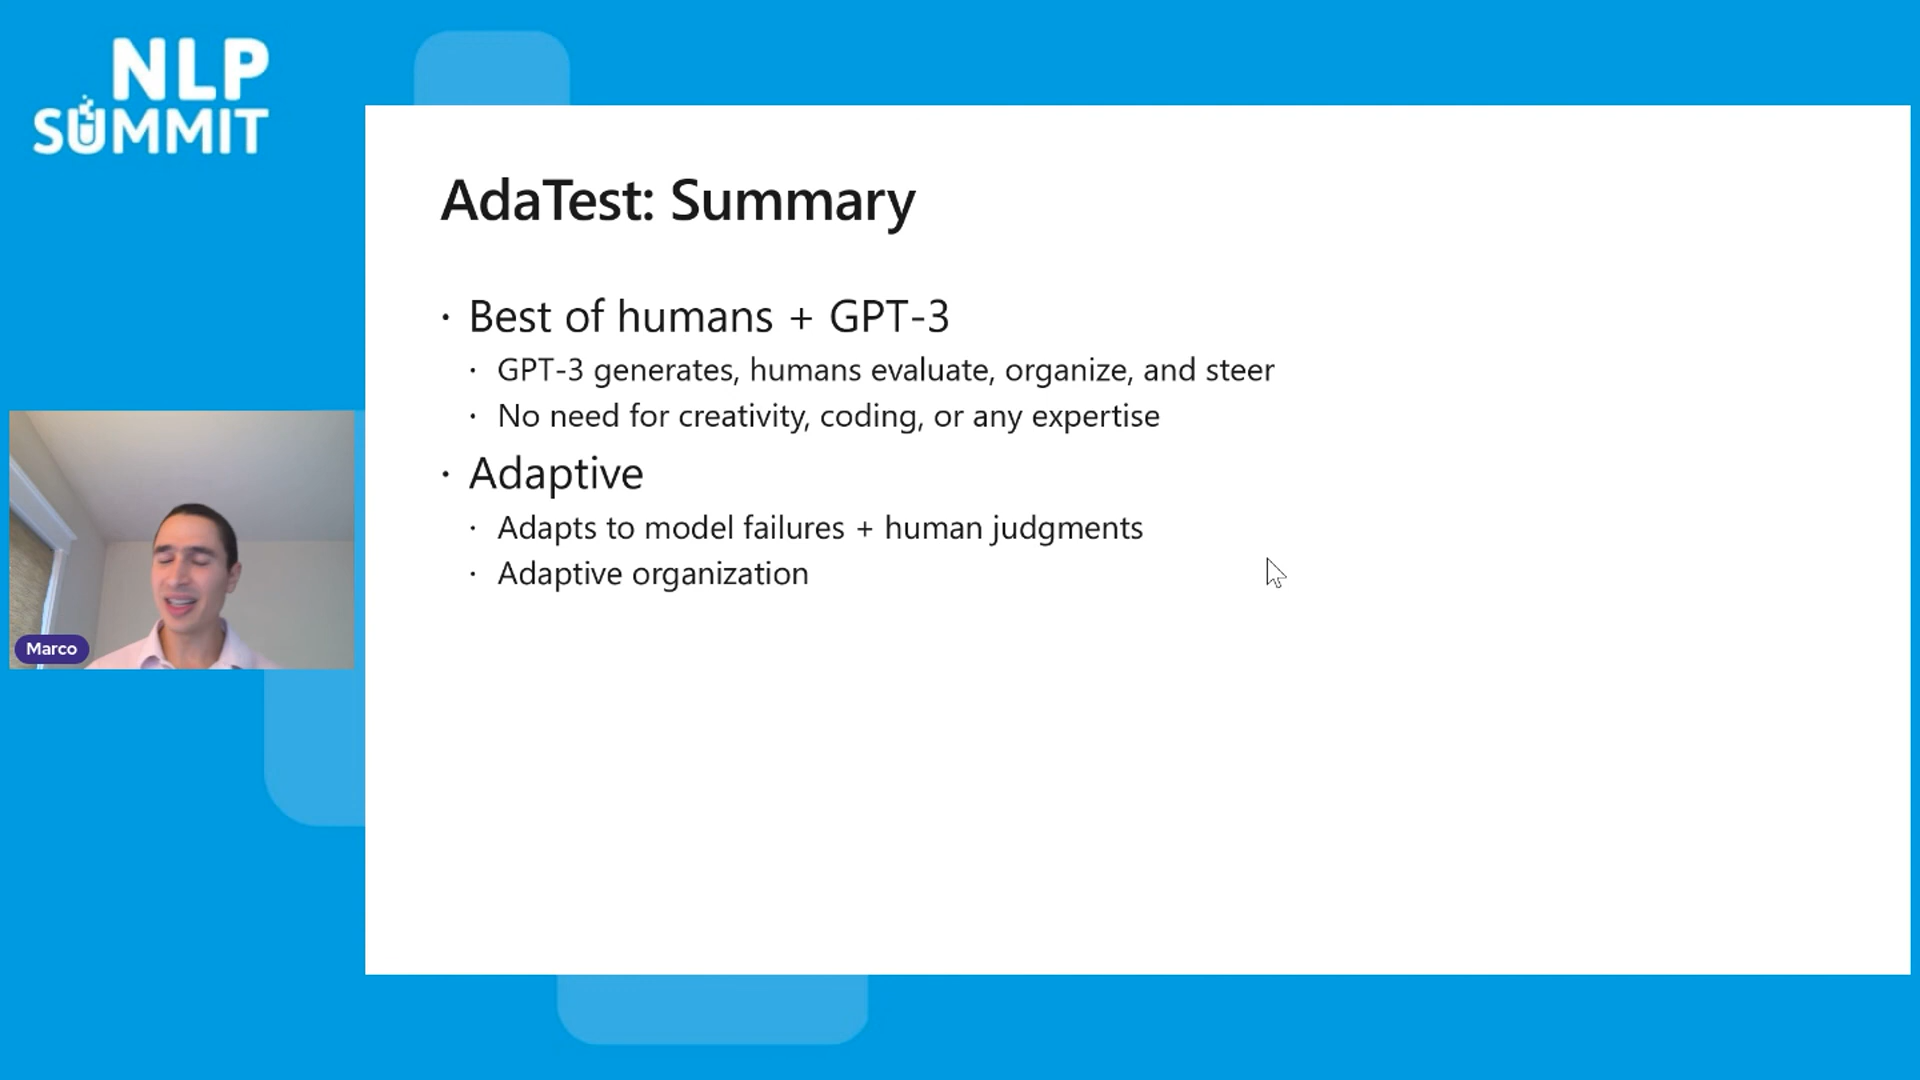 NLP
SUMMIT
AdaTest: Summary
· Best of humans + GPT-3
· GPT-3 generates, humans evaluate, organize, and steer
· No need for creativity, coding, or any expertise
· Adaptive
· Adapts to model failures + human judgments
· Adaptive organization
Marco